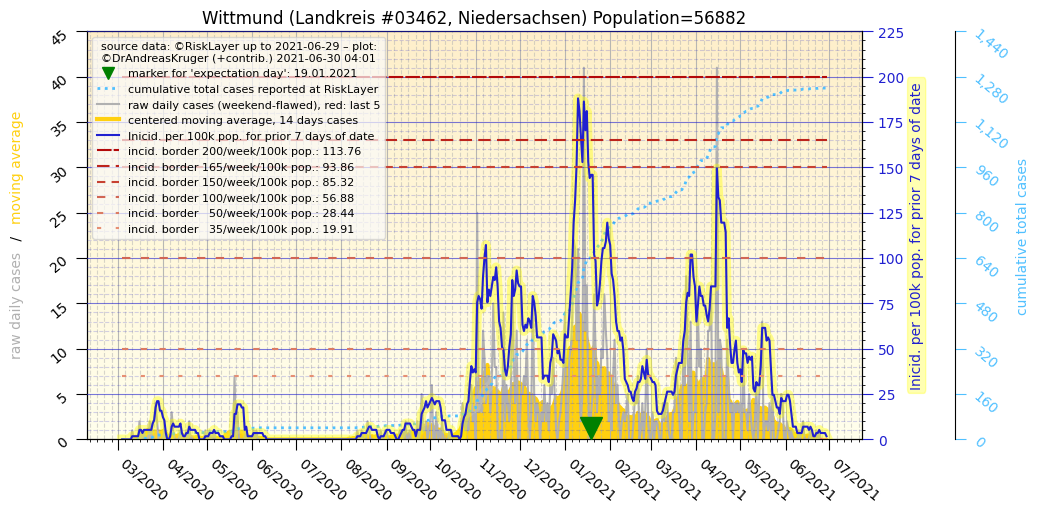 Wittmund (Landkreis #03462, Niedersachsen) Population=56882
source data: ©RiskLayer up to 2021-06-29 – plot:
©DrAndreasKruger (+contrib.) 2021-06-30 04:01
marker for 'expectation day': 19.01.2021
cumulative total cases reported at RiskLayer
raw daily cases (weekend-flawed), red: last 5
centered moving average, 14 days cases
Inicid. per 100k pop. for prior 7 days of date
incid. border 200/week/100k pop.: 113.76
incid. border 165/week/100k pop.: 93.86
incid. border 150/week/100k pop.: 85.32
incid. border 100/week/100k pop.: 56.88
incid. border   50/week/100k pop.: 28.44
incid. border   35/week/100k pop.: 19.91
raw daily cases / moving average
45
40
35
30
25
20
15
10
5
0
225
200
175
150
125
100
75
50
25
0
Inicid. per 100k pop. for prior 7 days of date
1,440
1,280
1,120
960
800
640
480
320
160
0
cumulative total cases
03/2020
04/2020
05/2020
06/2020
07/2020
08/2020
09/2020
10/2020
11/2020
12/2020
01/2021
02/2021
03/2021
04/2021
05/2021
06/2021
07/2021